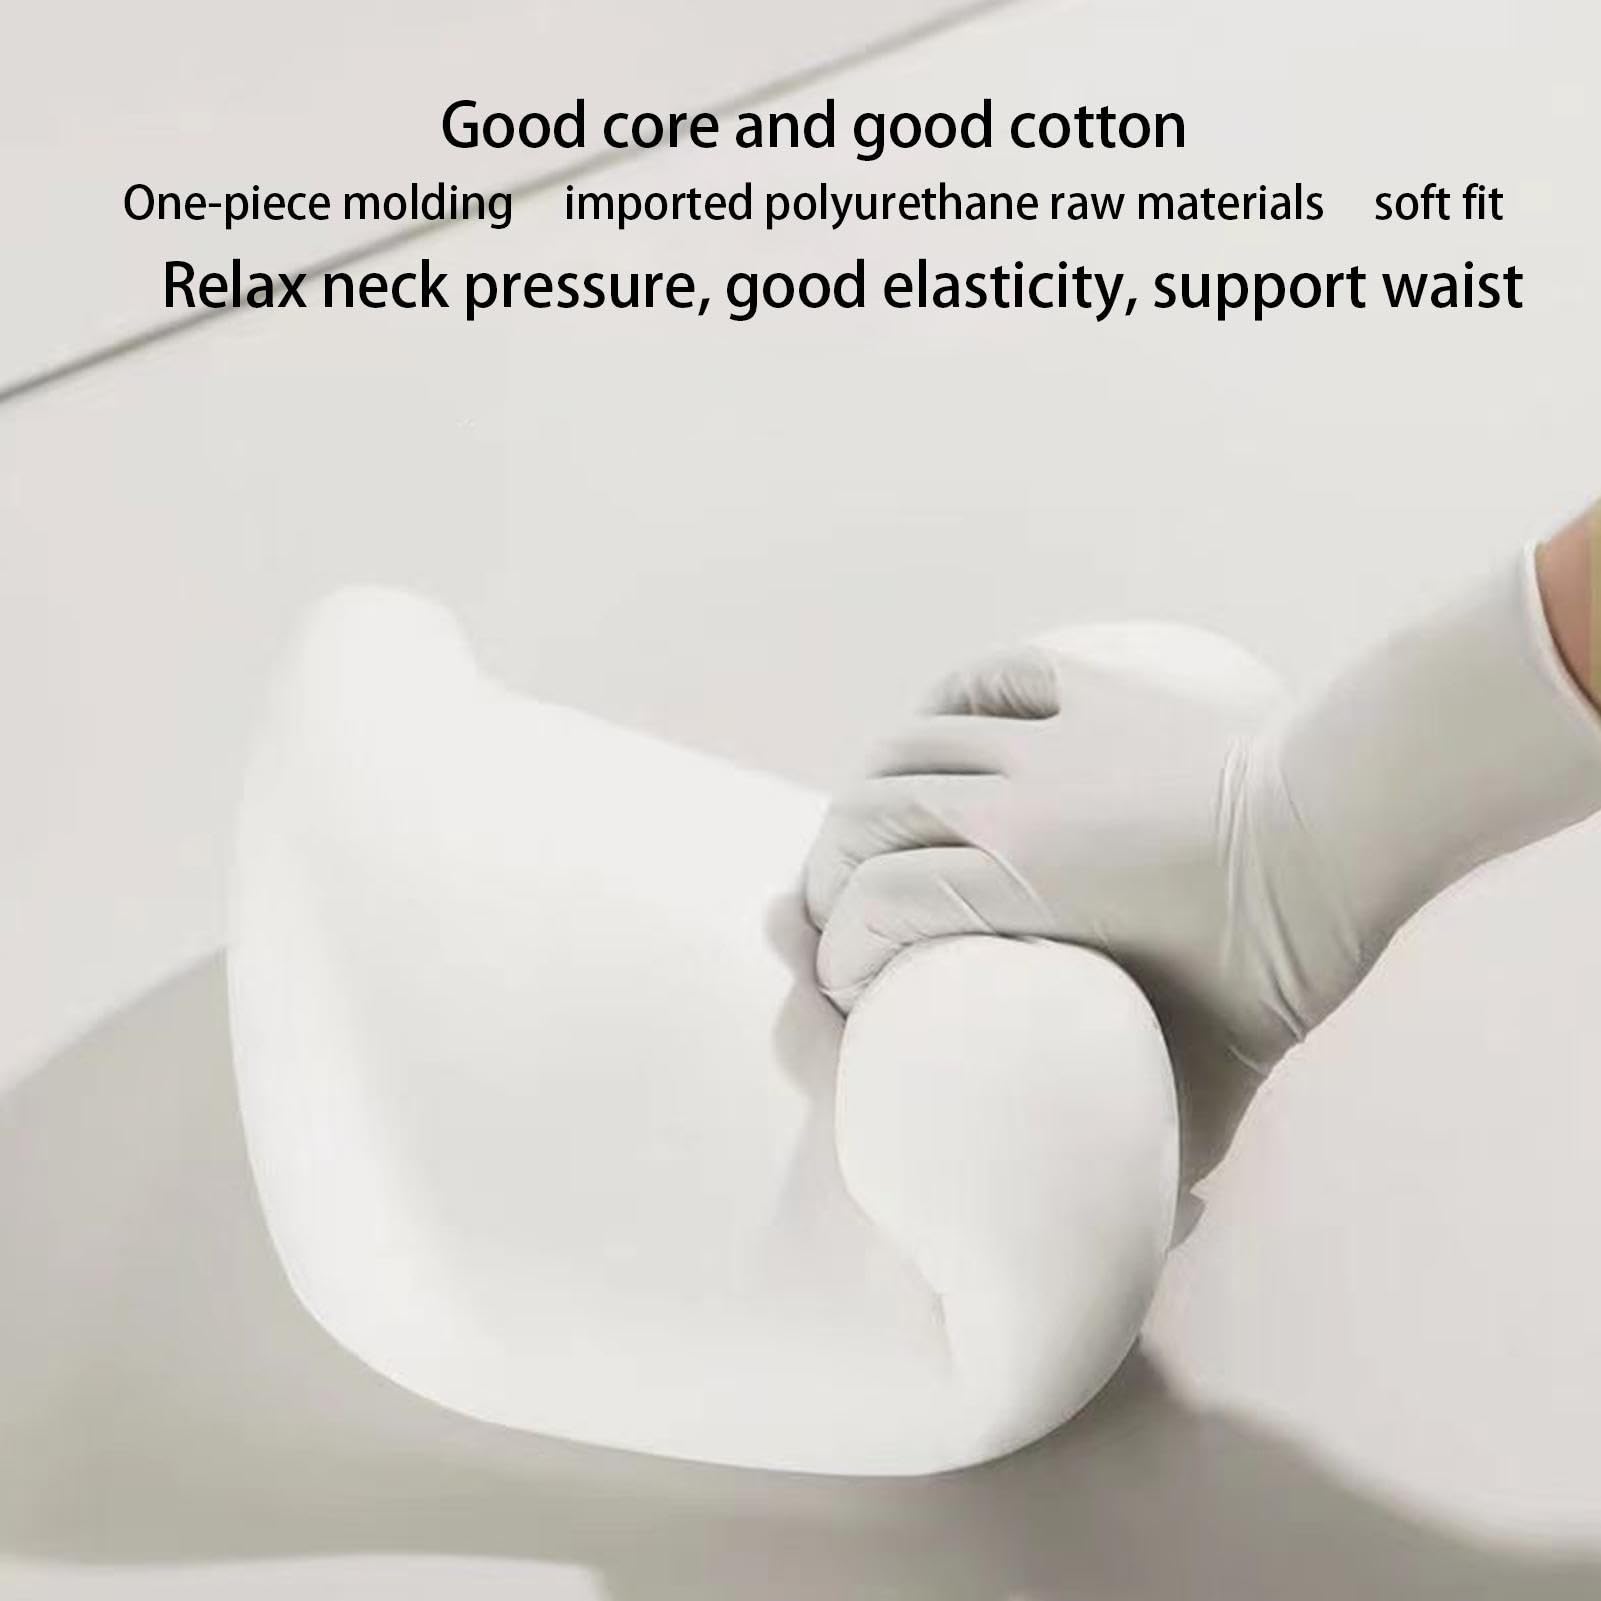 Good core and good cotton
One-piece molding imported polyurethane raw materials soft fit
Relax neck pressure, good elasticity, support waist